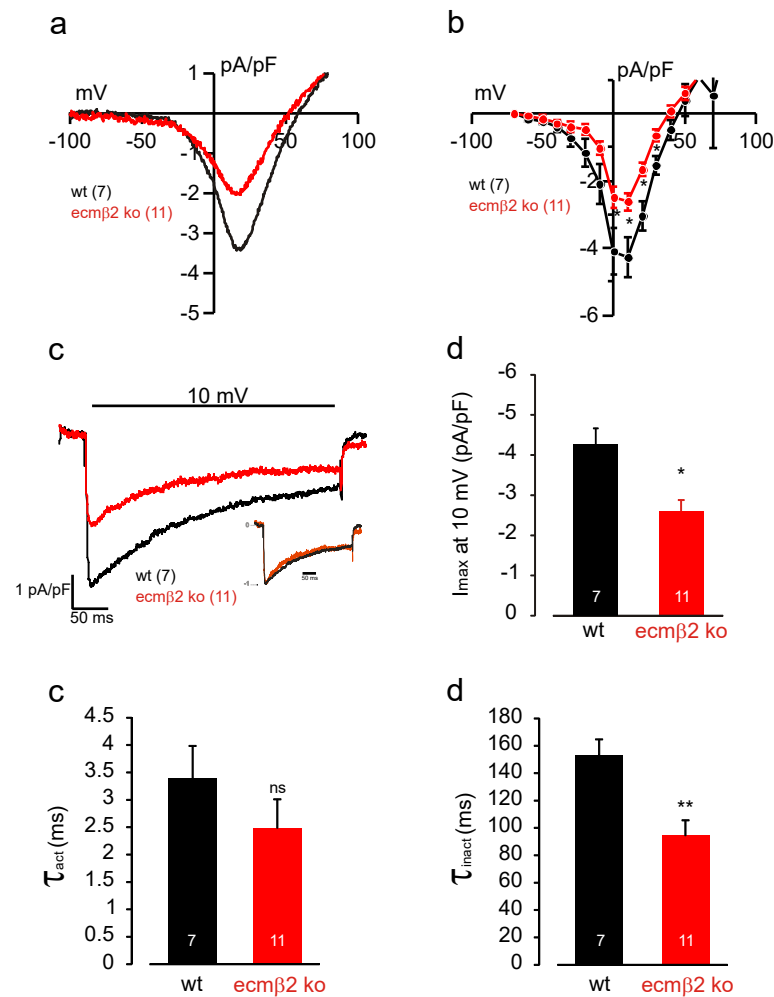 a
pA/pF
mV
1
-100
-50
50
100
-1
-2
-3
-4
-5
wt (7)
ecmβ2 ko (11)
b
pA/pF
mV
-100
-50
50
100
-2
-4
-6
*
*
*
*
wt (7)
ecmβ2 ko (11)
c
10 mV
1 pA/pF
50 ms
wt (7)
ecmβ2 ko (11)
0
-1
50 ms
d
Imax at 10 mV (pA/pF)
-6
-5
-4
-3
-2
-1
0
*
7
11
wt
ecmβ2 ko
c
τact (ms)
4.5
4
3.5
3
2.5
2
1.5
1
0.5
0
ns
7
11
wt
ecmβ2 ko
d
τinact (ms)
180
160
140
120
100
80
60
40
20
0
**
7
11
wt
ecmβ2 ko